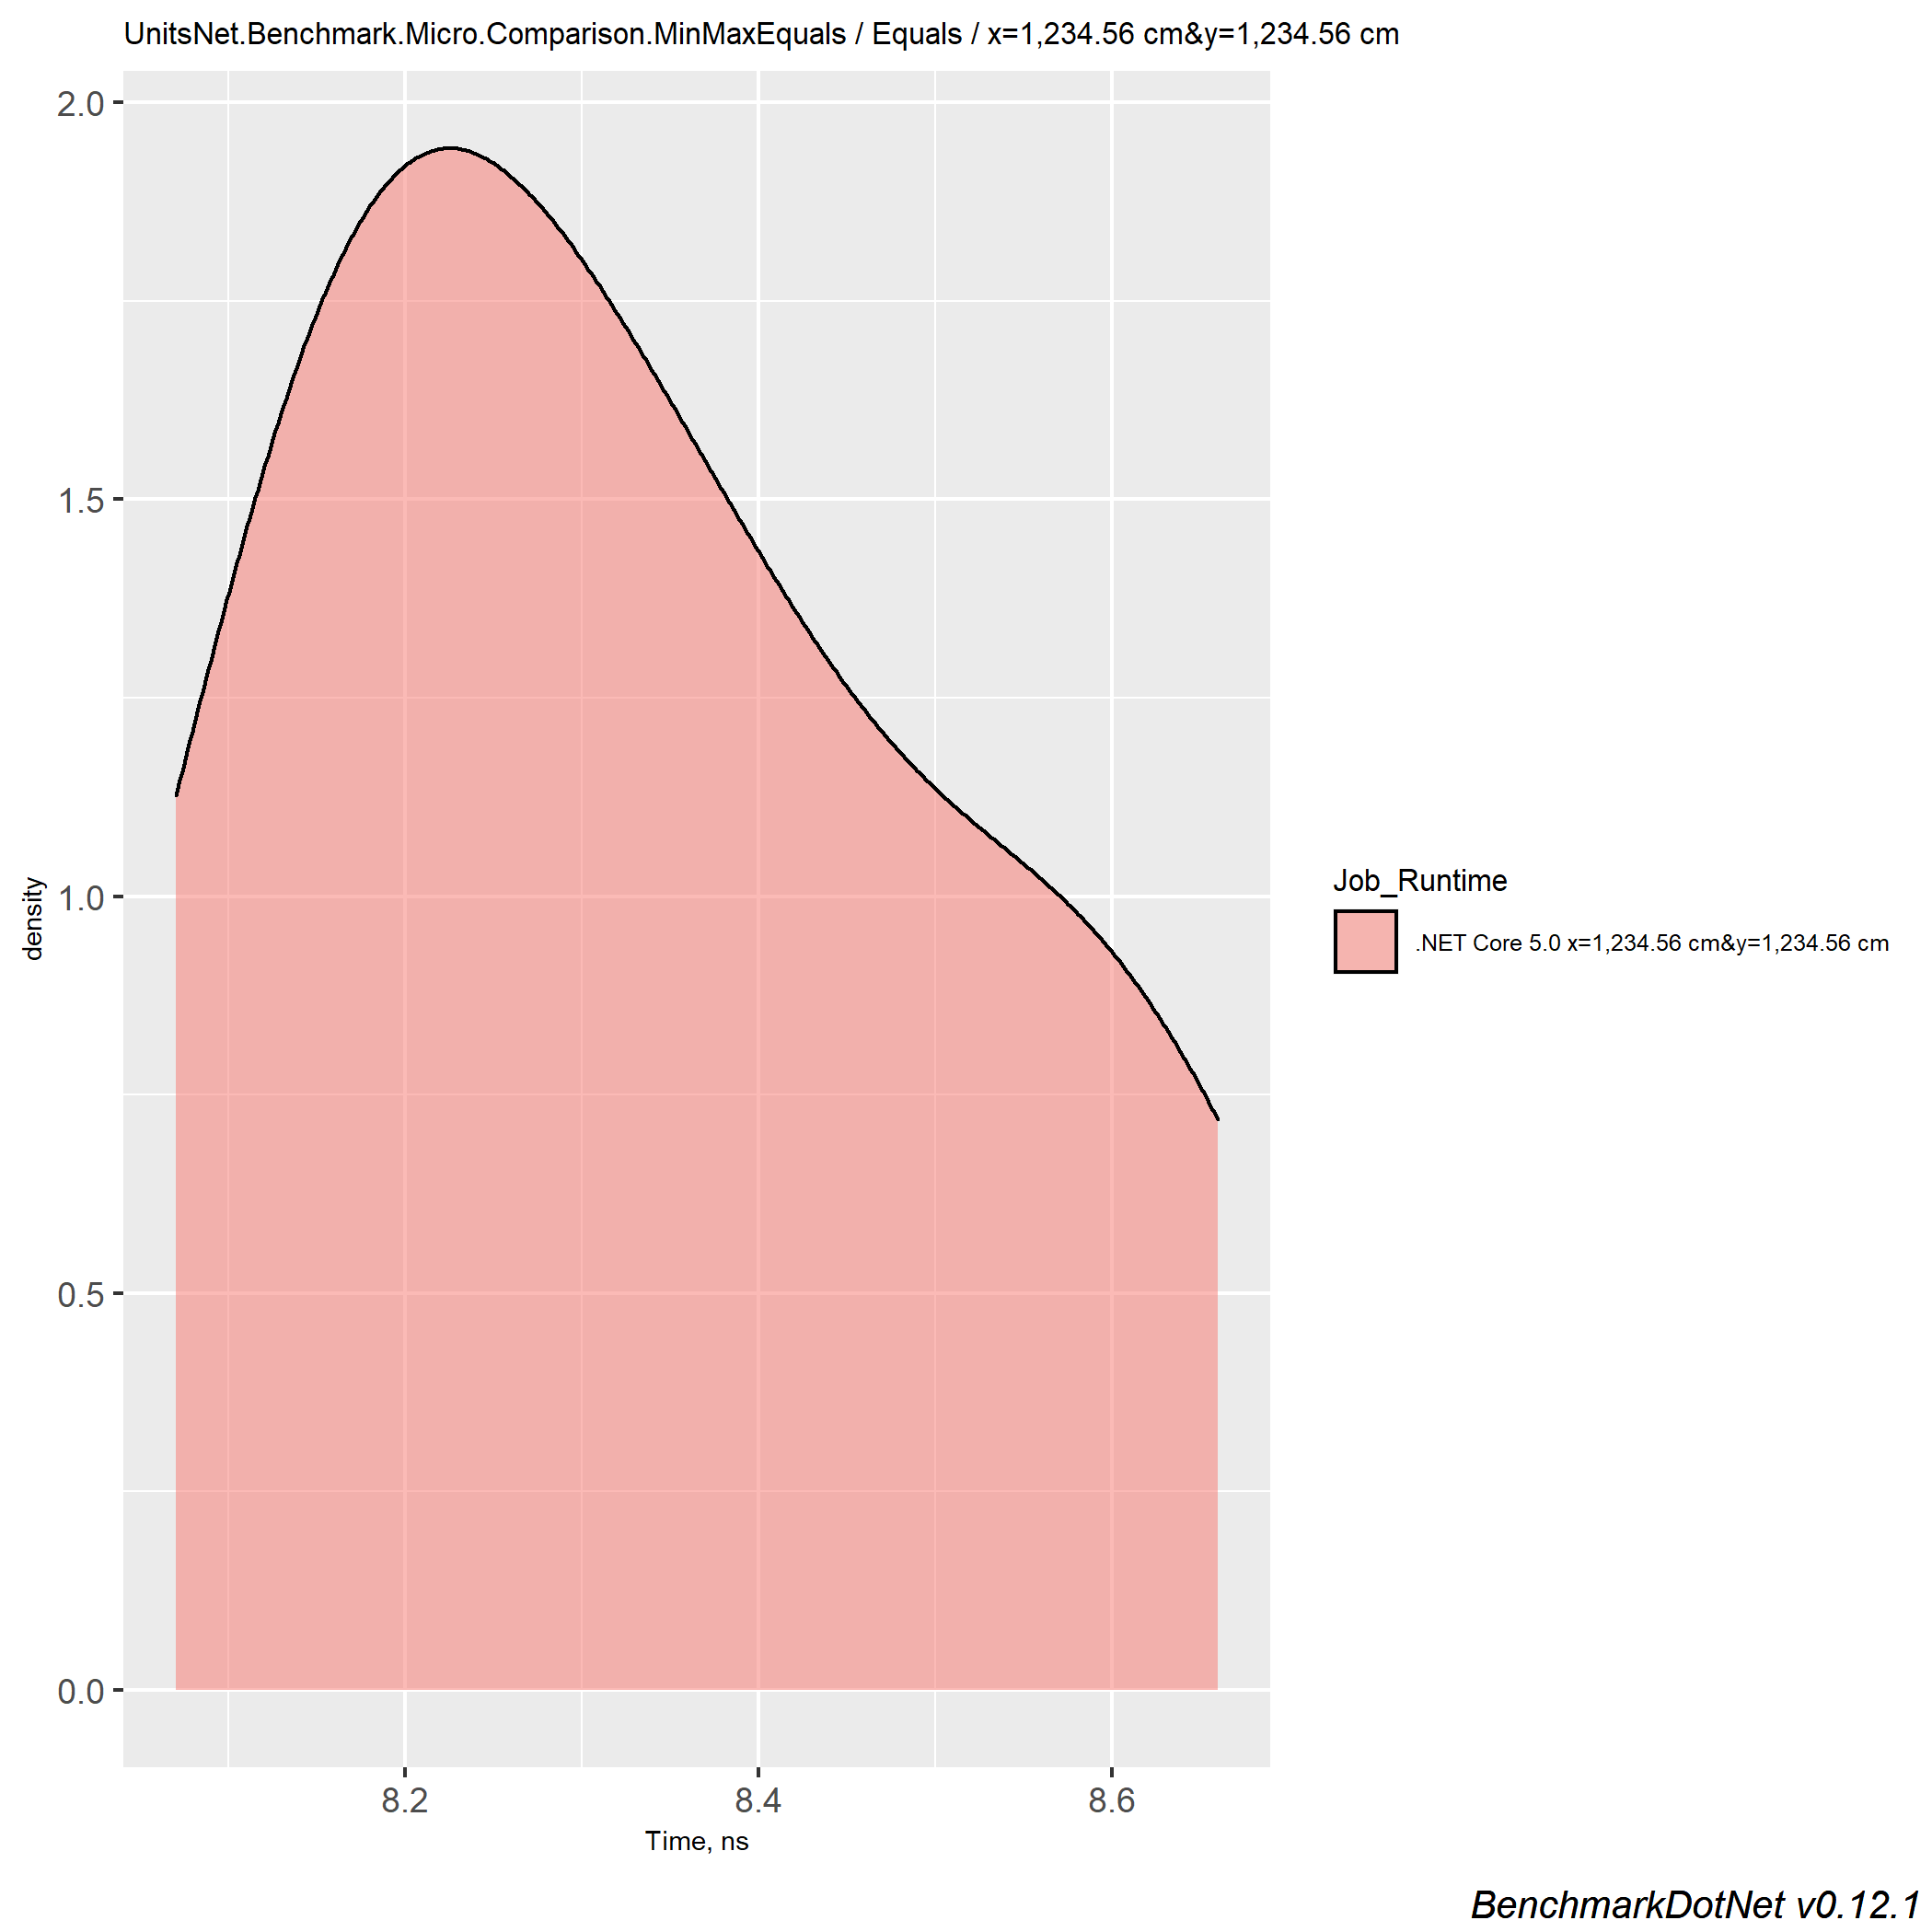 UnitsNet.Benchmark.Micro.Comparison.MinMaxEquals / Equals / x=1,234.56 cm&y=1,234.56 cm
2.0
1.5
1.0
0.5
0.0
density
8.2 8.4 8.6
Time, ns
Job_Runtime
.NET Core 5.0 x=1,234.56 cm&y=1,234.56 cm
BenchmarkDotNet v0.12.1